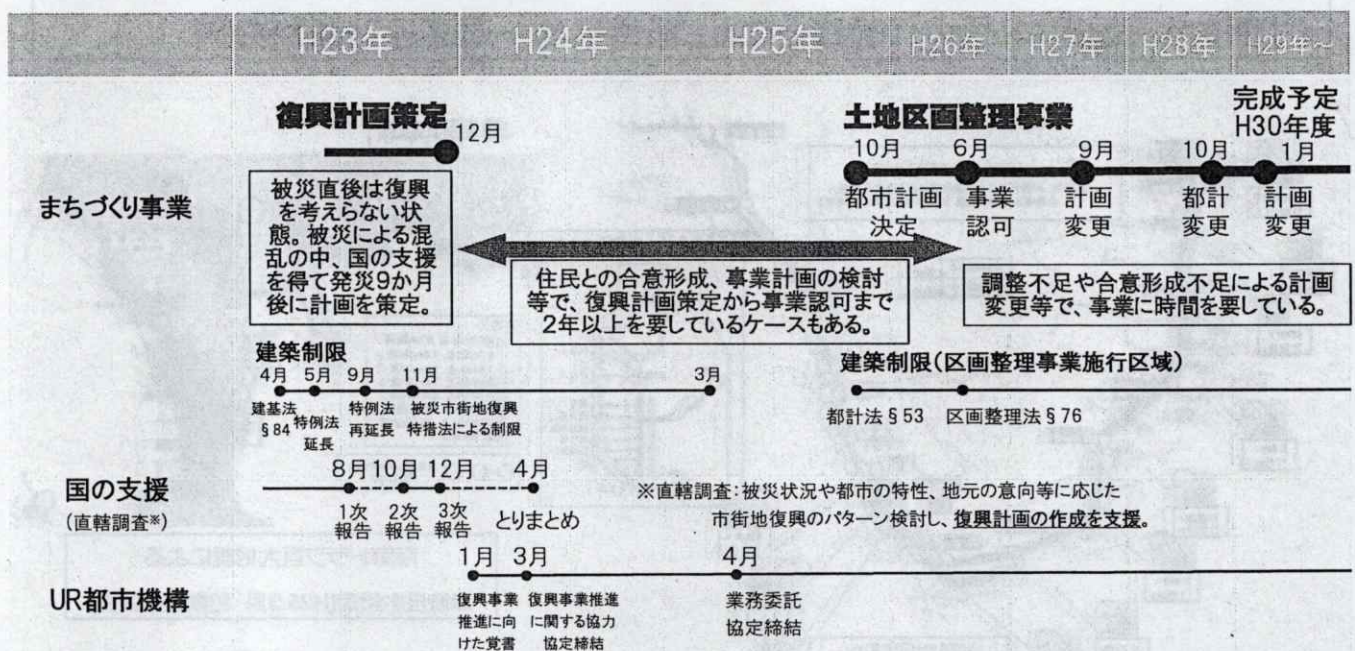 H23年 H24年 H25年 H26年 H27年 H28年 H29年~
まちづくり事業
復興計画策定
12月
被災直後は復興
を考えらない状
態。被災による混
乱の中、国の支援
を得て発災9か月
後に計画を策定。
住民との合意形成、事業計画の検討
等で、復興計画策定から事業認可まで
2年以上を要しているケースもある。
土地区画整理事業
完成予定
H30年度
10月 6月 9月 10月 1月
都市計画
決定
事業
認可
計画
変更
都計
変更
計画
変更
調整不足や合意形成不足による計画
変更等で、事業に時間を要している。
建築制限
4月 5月 9月 11月 3月
建基法
§84
特例法
延長
特例法
再延長
被災市街地復興
特措法による制限
建築制限(区画整理事業施行区域)
都計法§53 区画整理法§76
国の支援
(直轄調査※)
8月 10月 12月 4月
1次
報告
2次
報告
3次
報告
とりまとめ
※直轄調査:被災状況や都市の特性、地元の意向等に応じた
市街地復興のパターン検討し、復興計画の作成を支援。
UR都市機構
1月 3月 4月
復興事業
推進に向
けた覚書
復興事業推進
に関する協力
協定締結
業務委託
協定締結